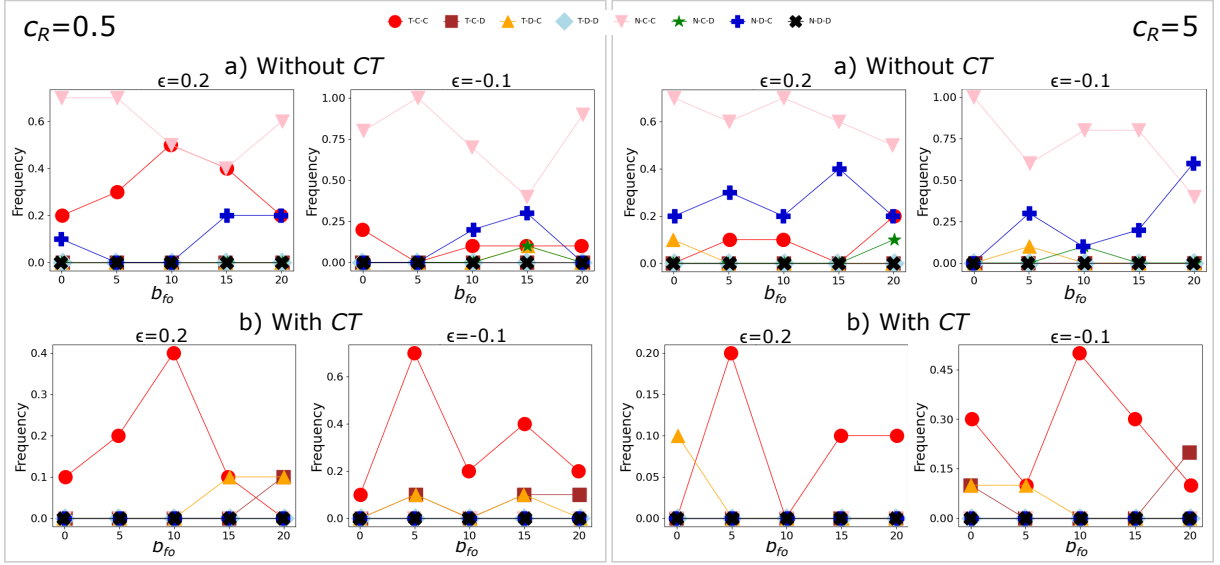 c_R=0.5
T-C-C T-C-D T-D-C T-D-D N-C-C N-C-D N-D-C N-D-D
c_R=5
a) Without CT
ϵ=0.2
ϵ=-0.1
Frequency
0.6
0.4
0.2
0.0
0 5 10 15 20
b_fo
Frequency
1.00
0.75
0.50
0.25
0.00
0 5 10 15 20
b_fo
b) With CT
ϵ=0.2
ϵ=-0.1
Frequency
0.4
0.3
0.2
0.1
0.0
0 5 10 15 20
b_fo
Frequency
0.6
0.4
0.2
0.0
0 5 10 15 20
b_fo
a) Without CT
ϵ=0.2
ϵ=-0.1
Frequency
0.6
0.4
0.2
0.0
0 5 10 15 20
b_fo
Frequency
1.00
0.75
0.50
0.25
0.00
0 5 10 15 20
b_fo
b) With CT
ϵ=0.2
ϵ=-0.1
Frequency
0.20
0.15
0.10
0.05
0.00
0 5 10 15 20
b_fo
Frequency
0.45
0.30
0.15
0.00
0 5 10 15 20
b_fo